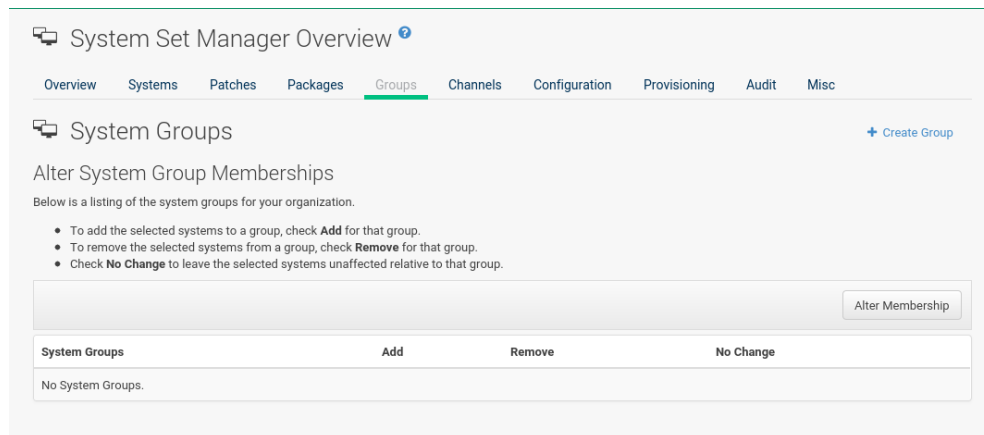 System Set Manager Overview ?
Overview Systems Patches Packages Groups Channels Configuration Provisioning Audit Misc
System Groups
+ Create Group
Alter System Group Memberships
Below is a listing of the system groups for your organization.
• To add the selected systems to a group, check Add for that group.
• To remove the selected systems from a group, check Remove for that group.
• Check No Change to leave the selected systems unaffected relative to that group.
Alter Membership
System Groups Add Remove No Change
No System Groups.